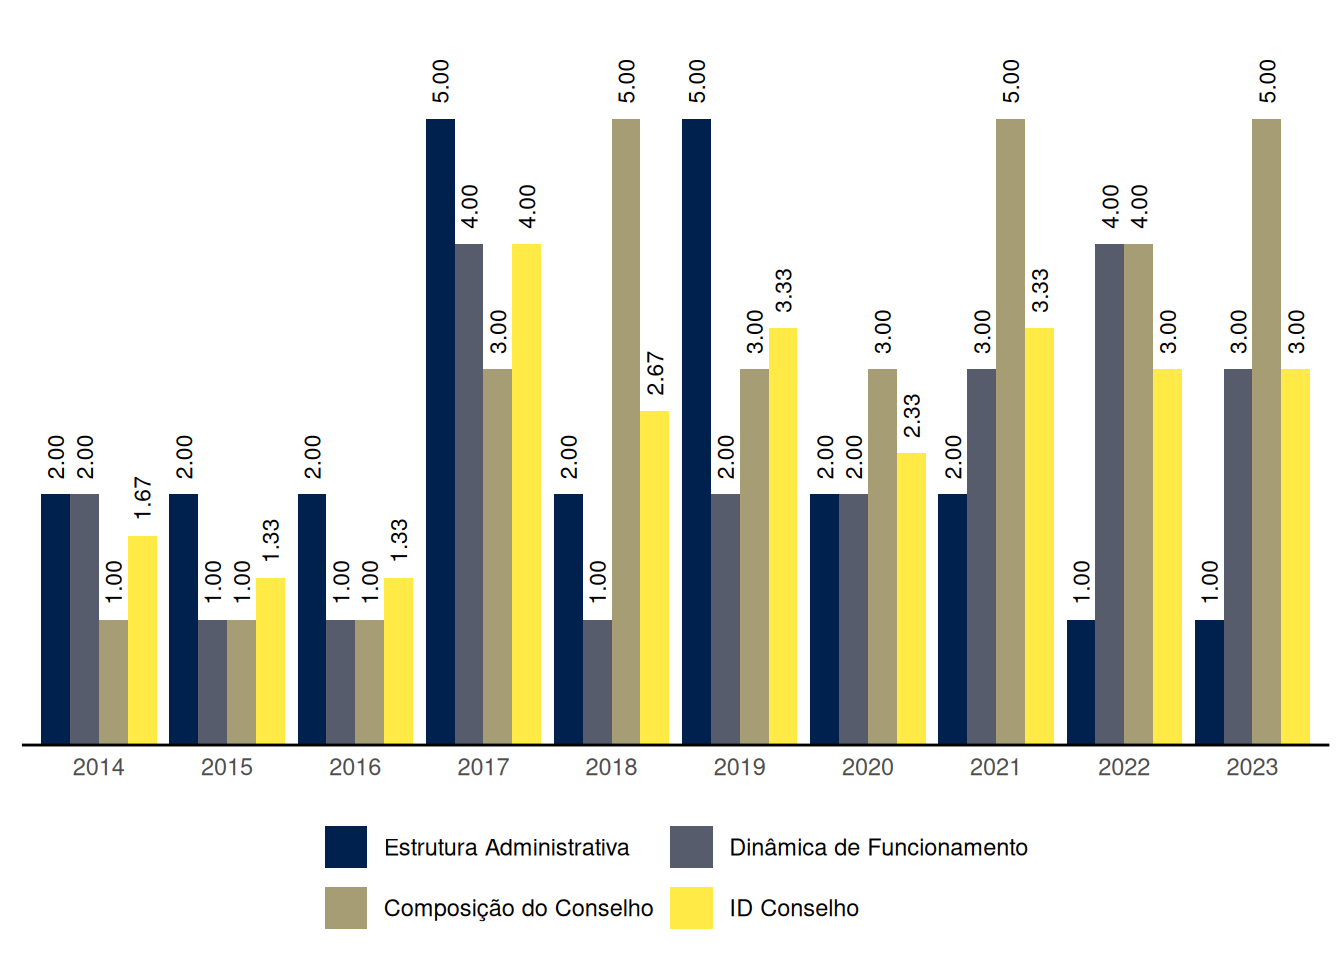 5.00 5.00 5.00 5.00 5.00
4.00 4.00 4.00 4.00
3.33 3.33
3.00 3.00 3.00 3.00 3.00 3.00 3.00
2.67
2.33
2.00 2.00 2.00 2.00 2.00 2.00 2.00 2.00 2.00
1.67
1.33 1.33
1.00 1.00 1.00 1.00 1.00 1.00 1.00 1.00
2014 2015 2016 2017 2018 2019 2020 2021 2022 2023
Estrutura Administrativa Dinâmica de Funcionamento
Composição do Conselho ID Conselho